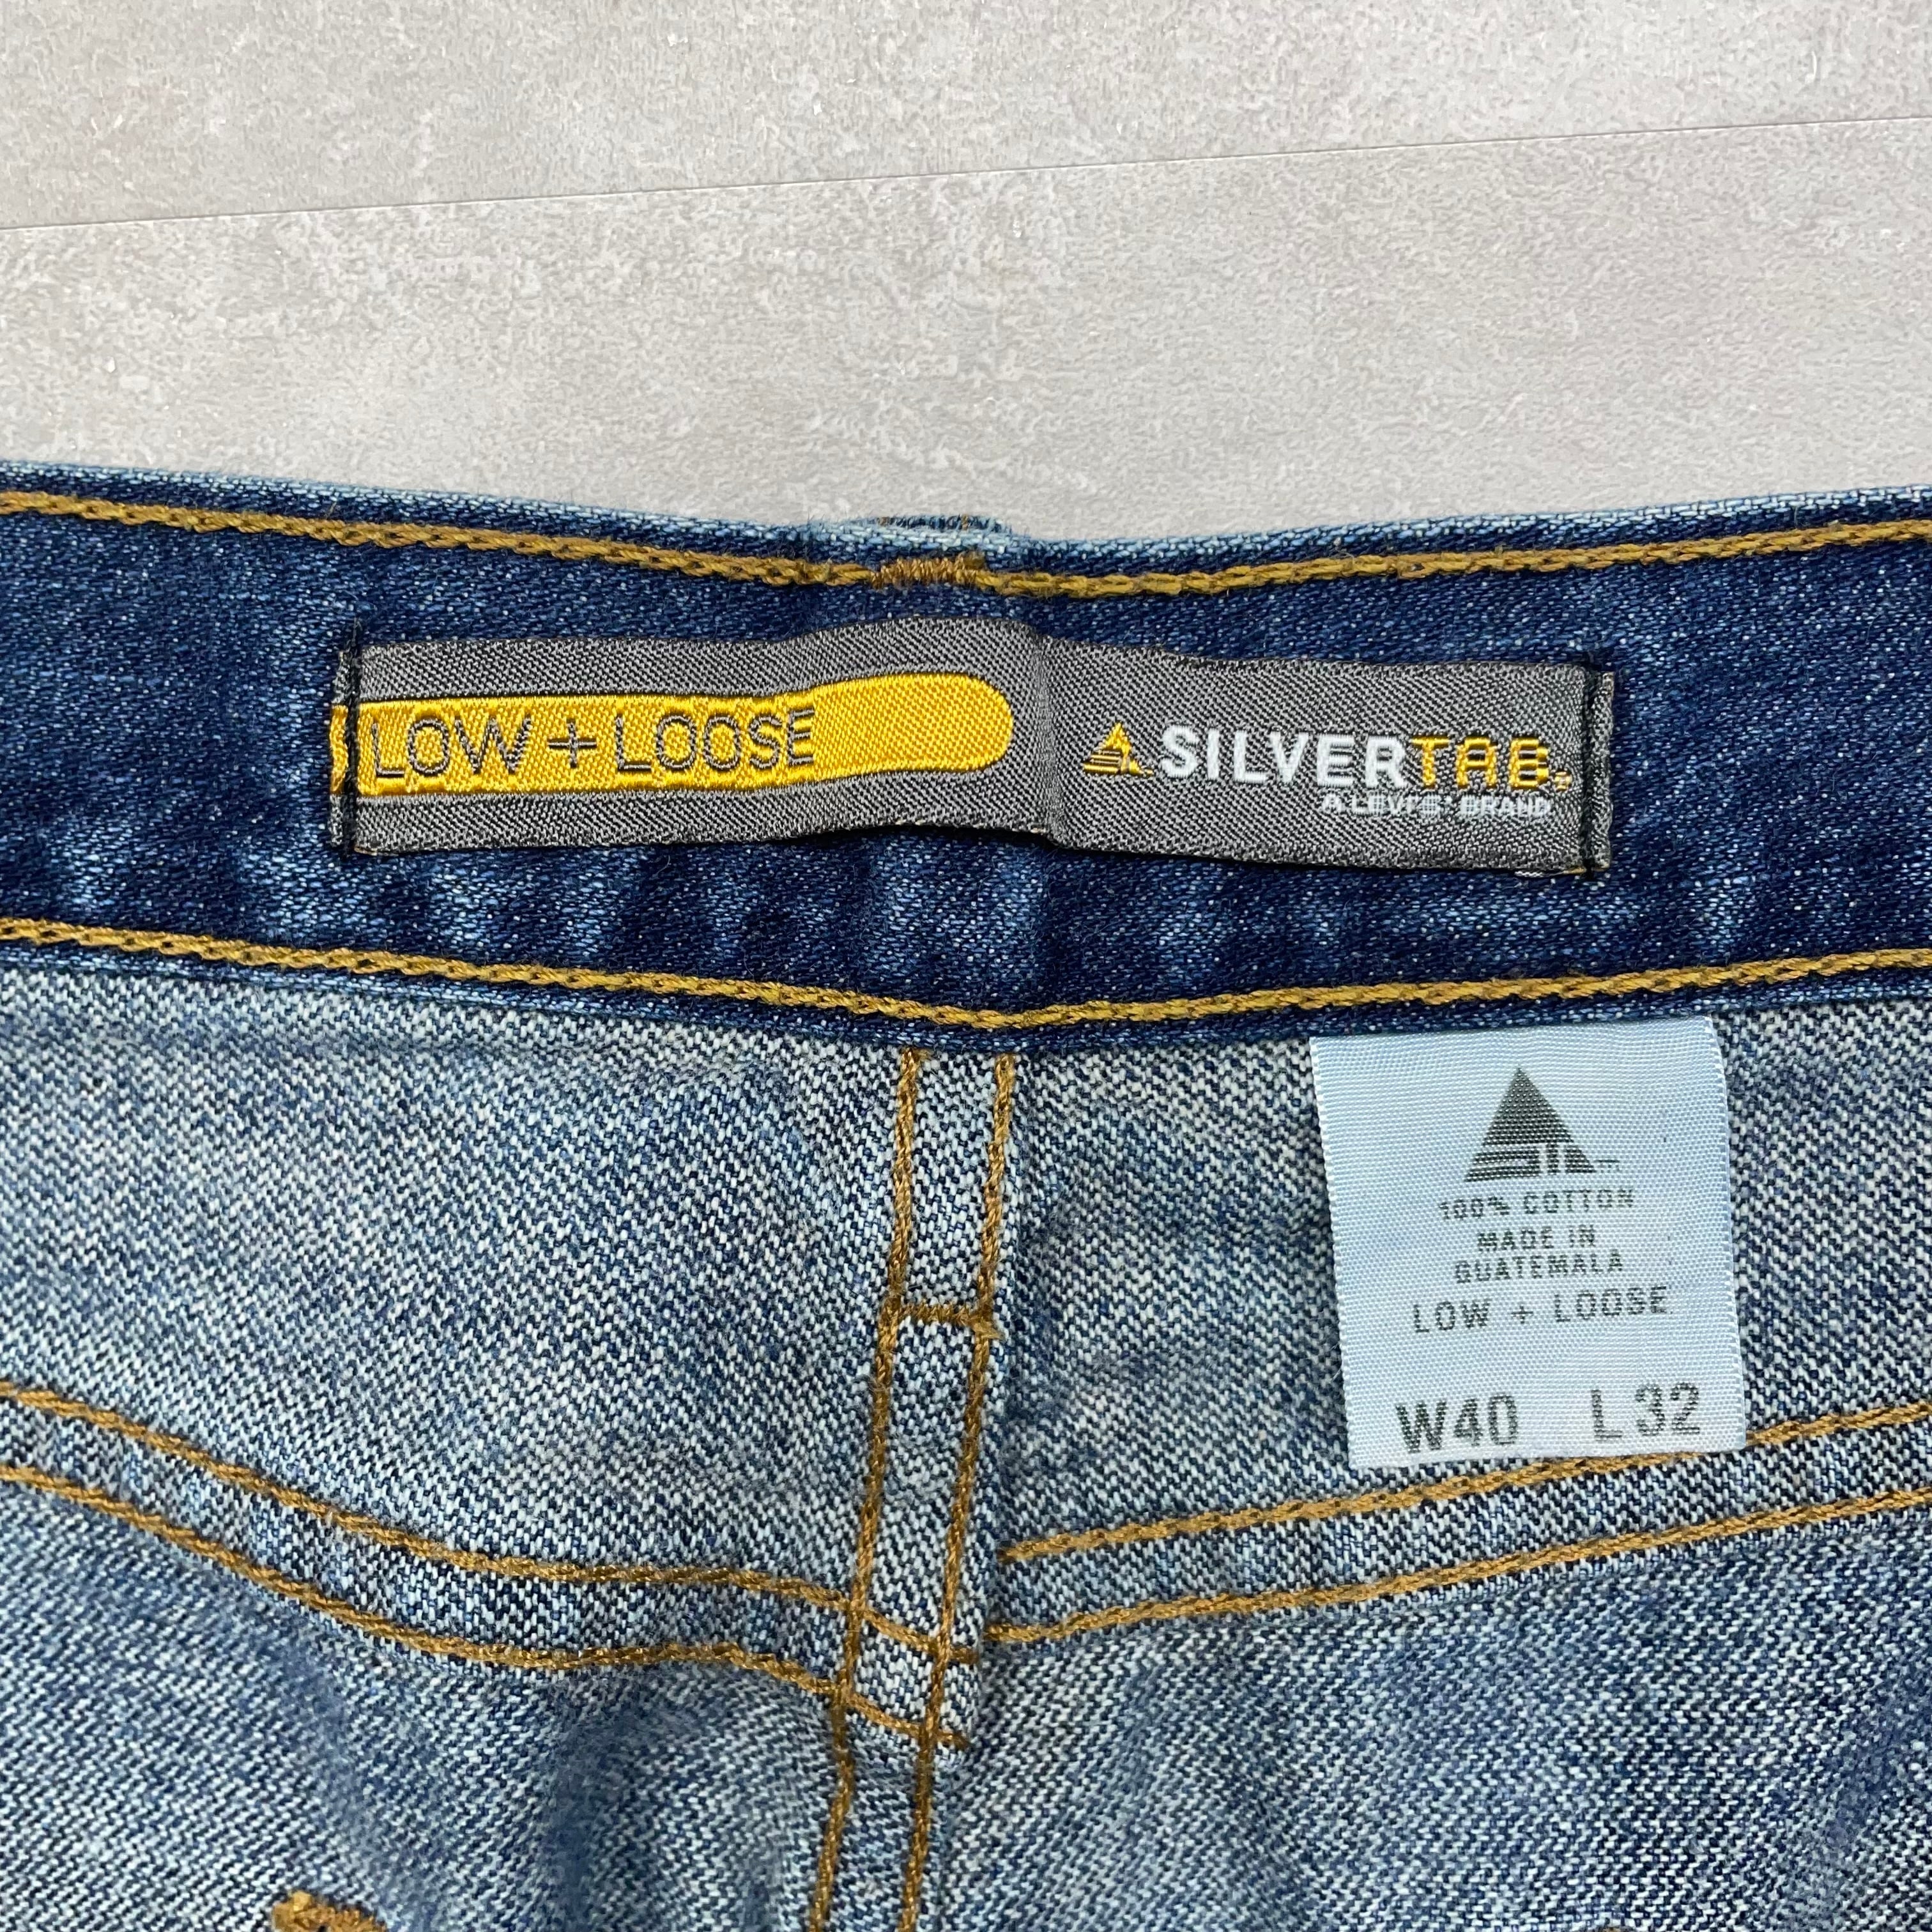 LOW + LOOSE
SILVERTAB
A LEVI'S® BRAND
100% COTTON
MADE IN
GUATEMALA
LOW + LOOSE
W40 L32